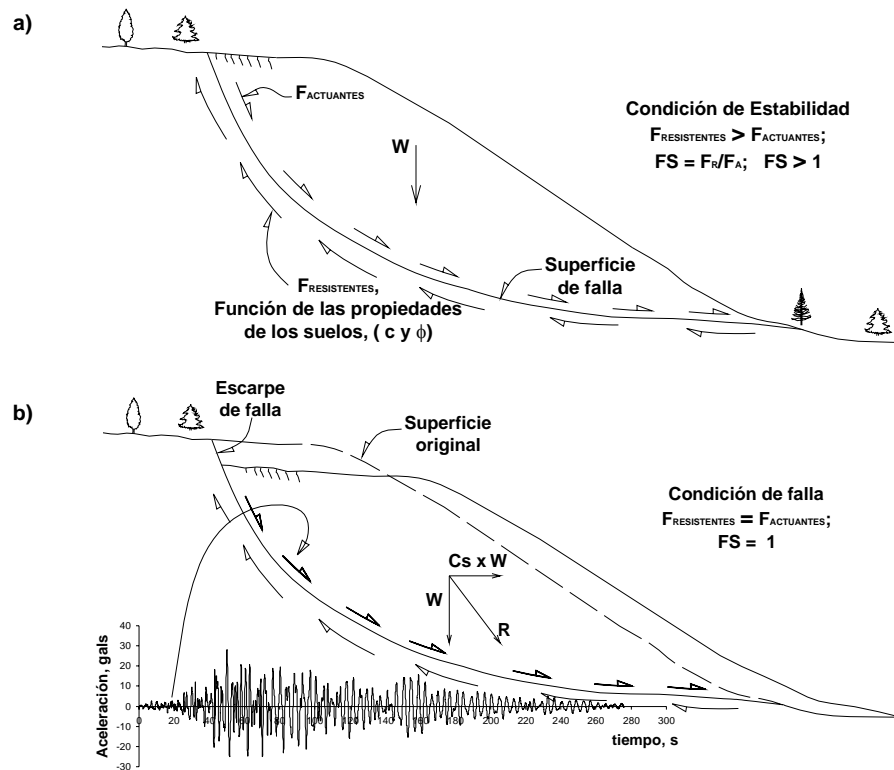 a)
FACTUANTES
Condición de Estabilidad
FRESISTENTES > FACTUANTES;
FS = FR/FA; FS > 1
W
Superficie
de falla
FRESISTENTES,
Función de las propiedades
de los suelos, ( c y ϕ)
b)
Escarpe
de falla
Superficie
original
Condición de falla
FRESISTENTES = FACTUANTES;
FS = 1
Cs x W
W
R
Aceleración, gals
40
30
20
10
0
-10
-20
-30
0 20 40 60 80 100 120 140 160 180 200 220 240 260 280 300
tiempo, s